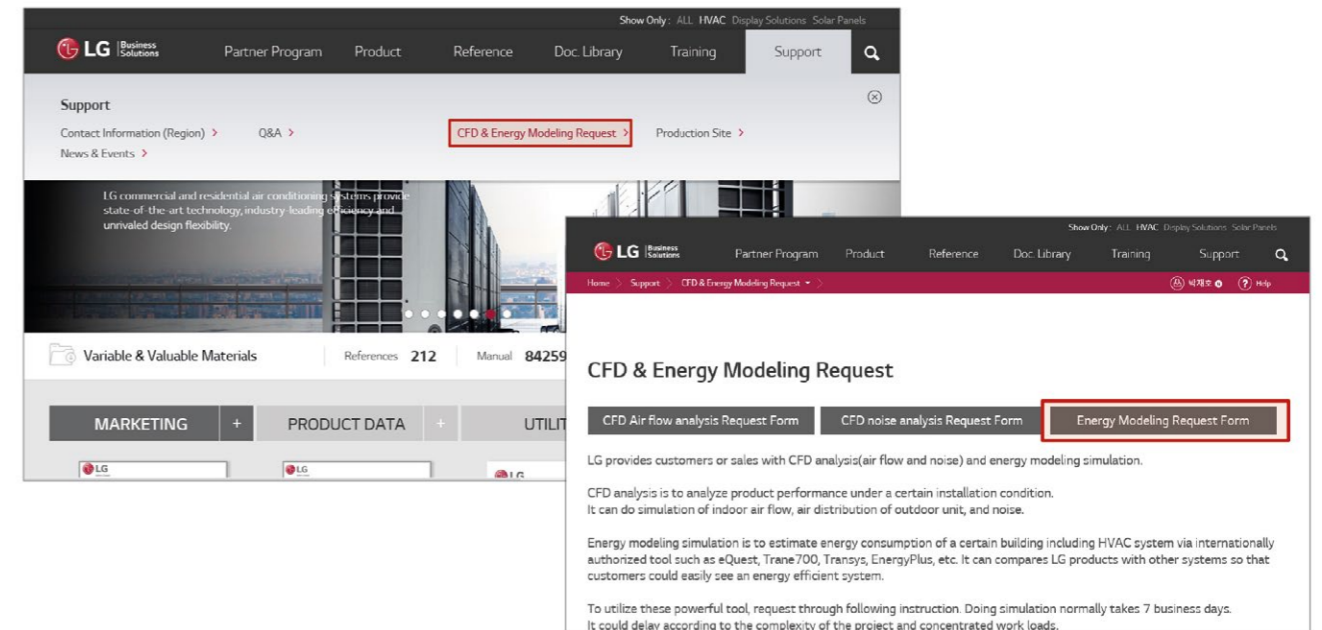 Show Only : ALL HVAC Display Solutions Solar Panels
LG Business Solutions Partner Program Product Reference Doc. Library Training Support
Support
Contact Information (Region) > Q&A > CFD & Energy Modeling Request > Production Site >
News & Events >
LG commercial and residential air conditioning systems provide
state-of-the-art technology, industry-leading efficiency and
unrivaled design flexibility.
Variable & Valuable Materials References 212 Manual 84259
MARKETING + PRODUCT DATA + UTILIT
LG LG LG
Show Only : ALL HVAC Display Solutions Solar Panels
LG Business Solutions Partner Program Product Reference Doc. Library Training Support
Home > Support > CFD & Energy Modeling Request > 박재호 ? Help
CFD & Energy Modeling Request
CFD Air flow analysis Request Form CFD noise analysis Request Form Energy Modeling Request Form
LG provides customers or sales with CFD analysis(air flow and noise) and energy modeling simulation.
CFD analysis is to analyze product performance under a certain installation condition.
It can do simulation of indoor air flow, air distribution of outdoor unit, and noise.
Energy modeling simulation is to estimate energy consumption of a certain building including HVAC system via internationally
authorized tool such as eQuest, Trane700, Transys, EnergyPlus, etc. It can compares LG products with other systems so that
customers could easily see an energy efficient system.
To utilize these powerful tool, request through following instruction. Doing simulation normally takes 7 business days.
It could delay according to the complexity of the project and concentrated work loads.